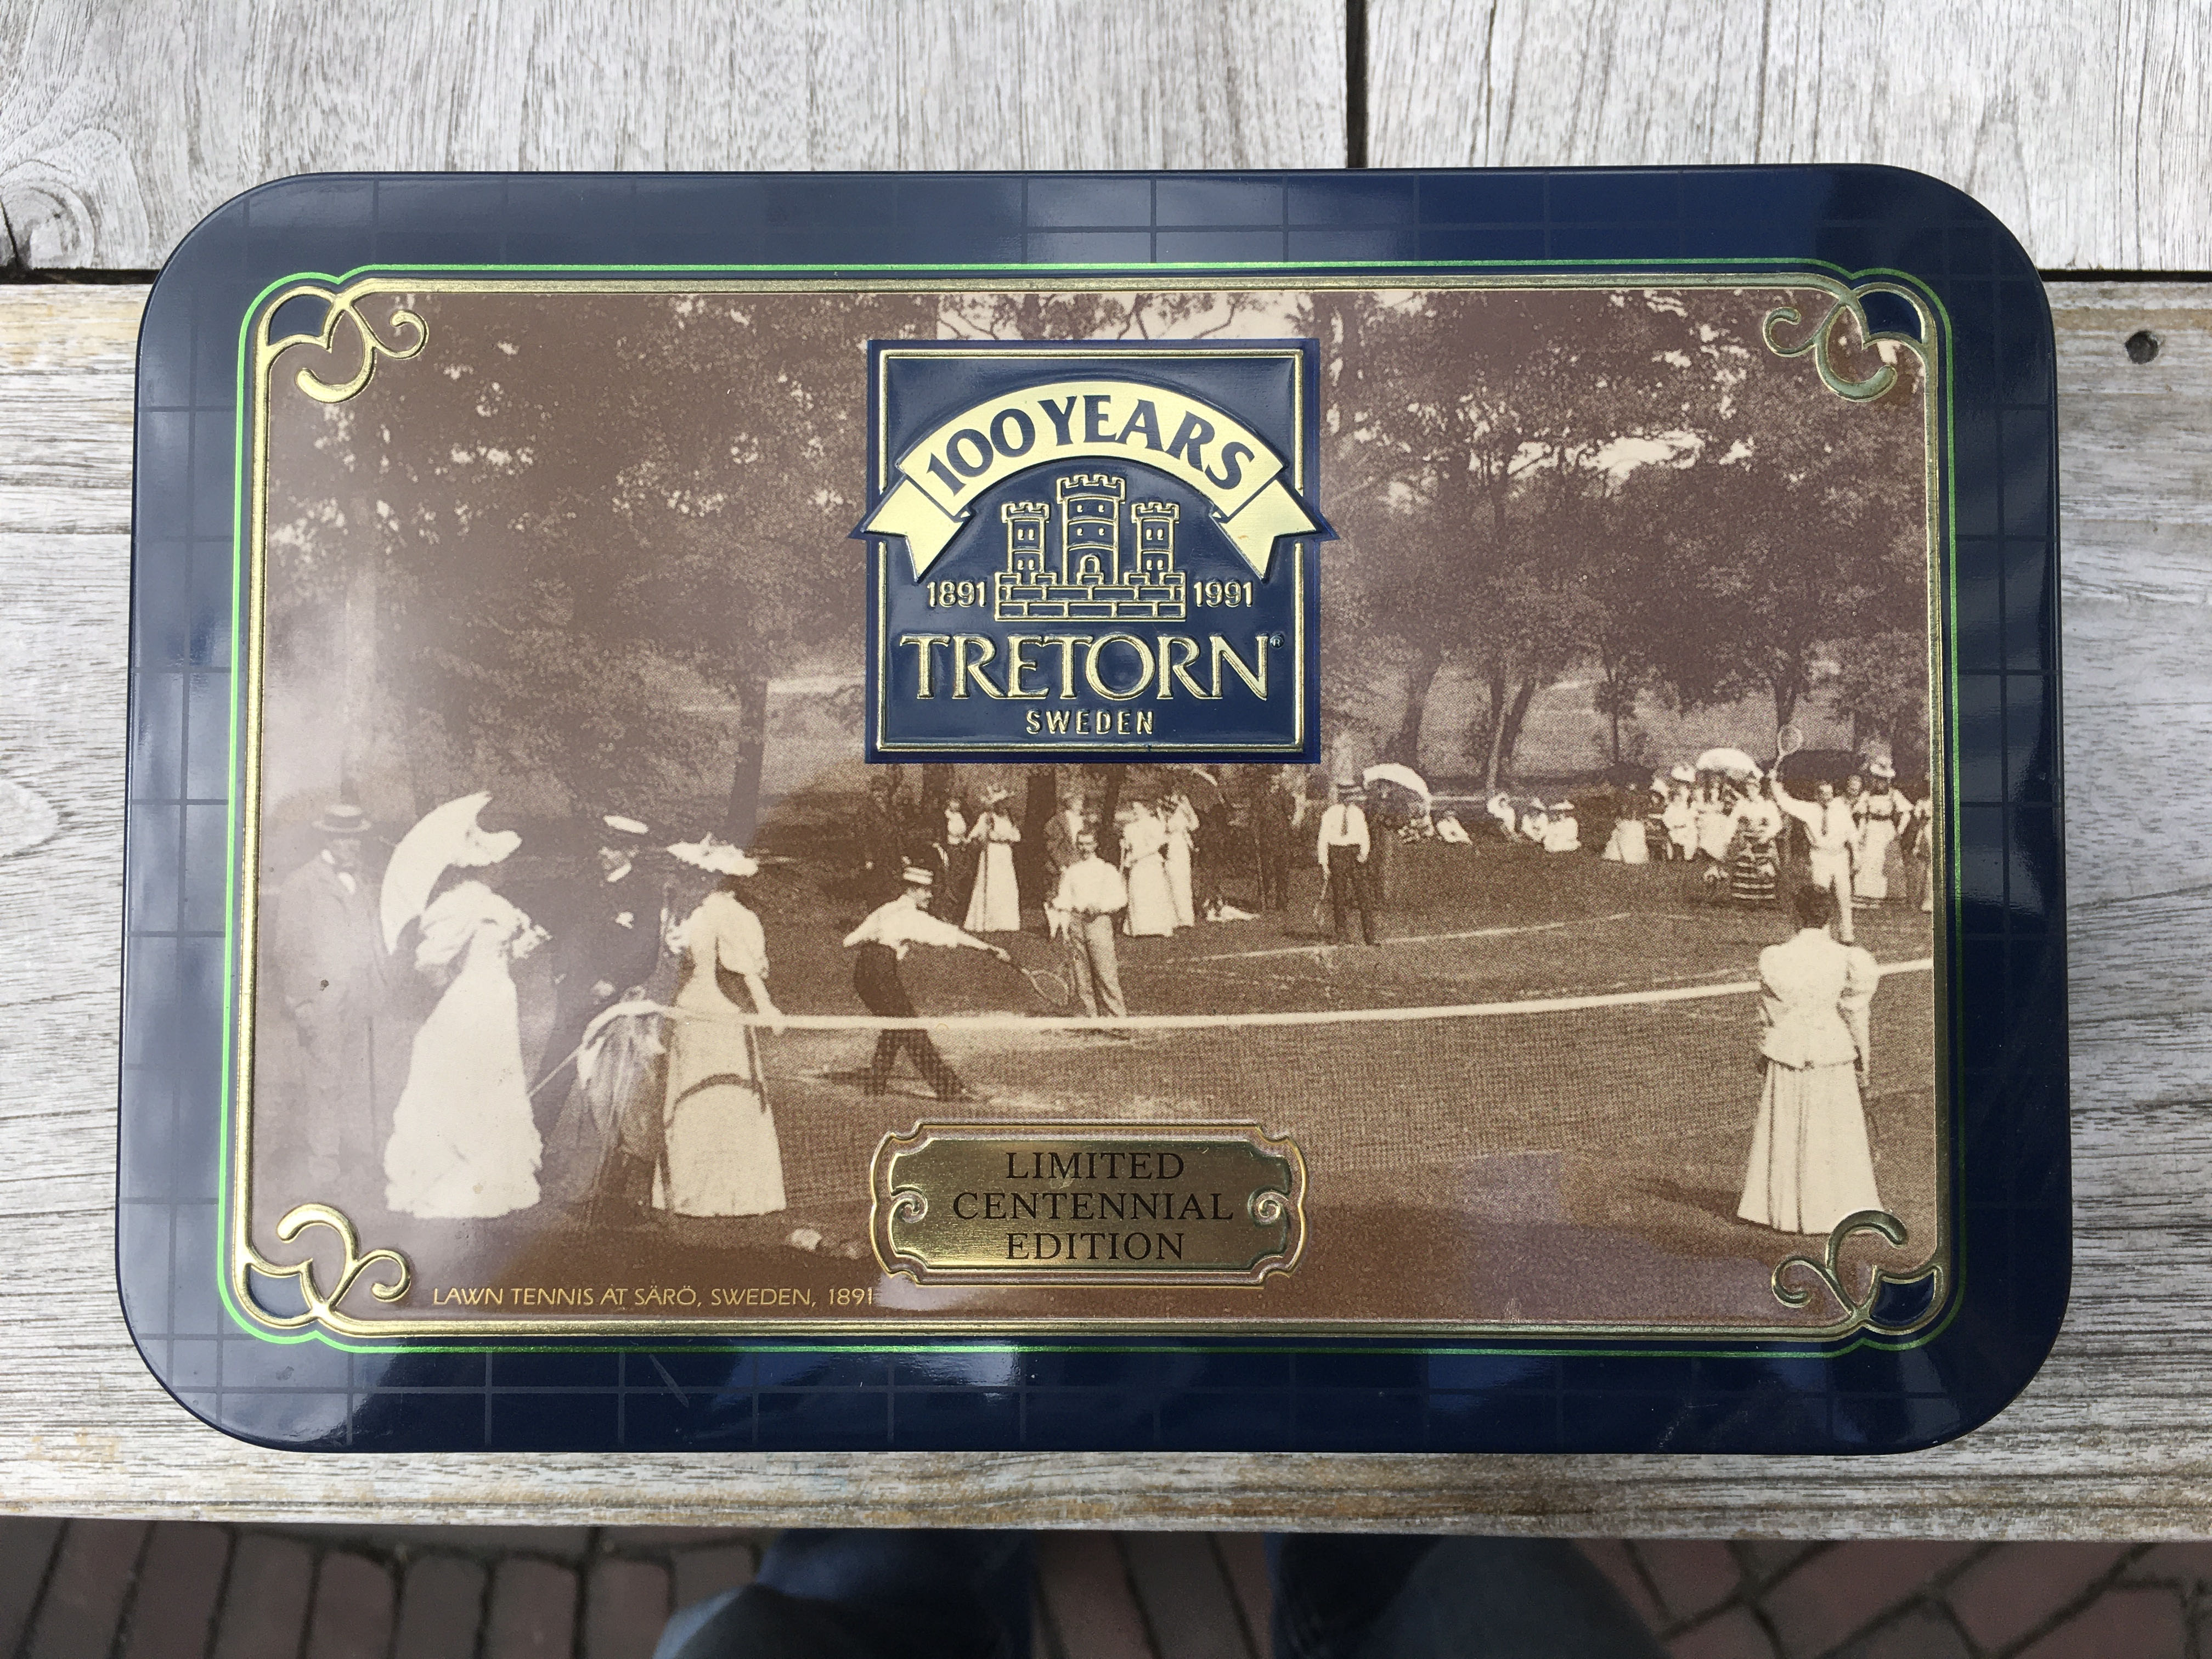 100 YEARS
1891 1991
TRETORN®
SWEDEN
LIMITED
CENTENNIAL
EDITION
LAWN TENNIS AT SÄRÖ, SWEDEN, 1891